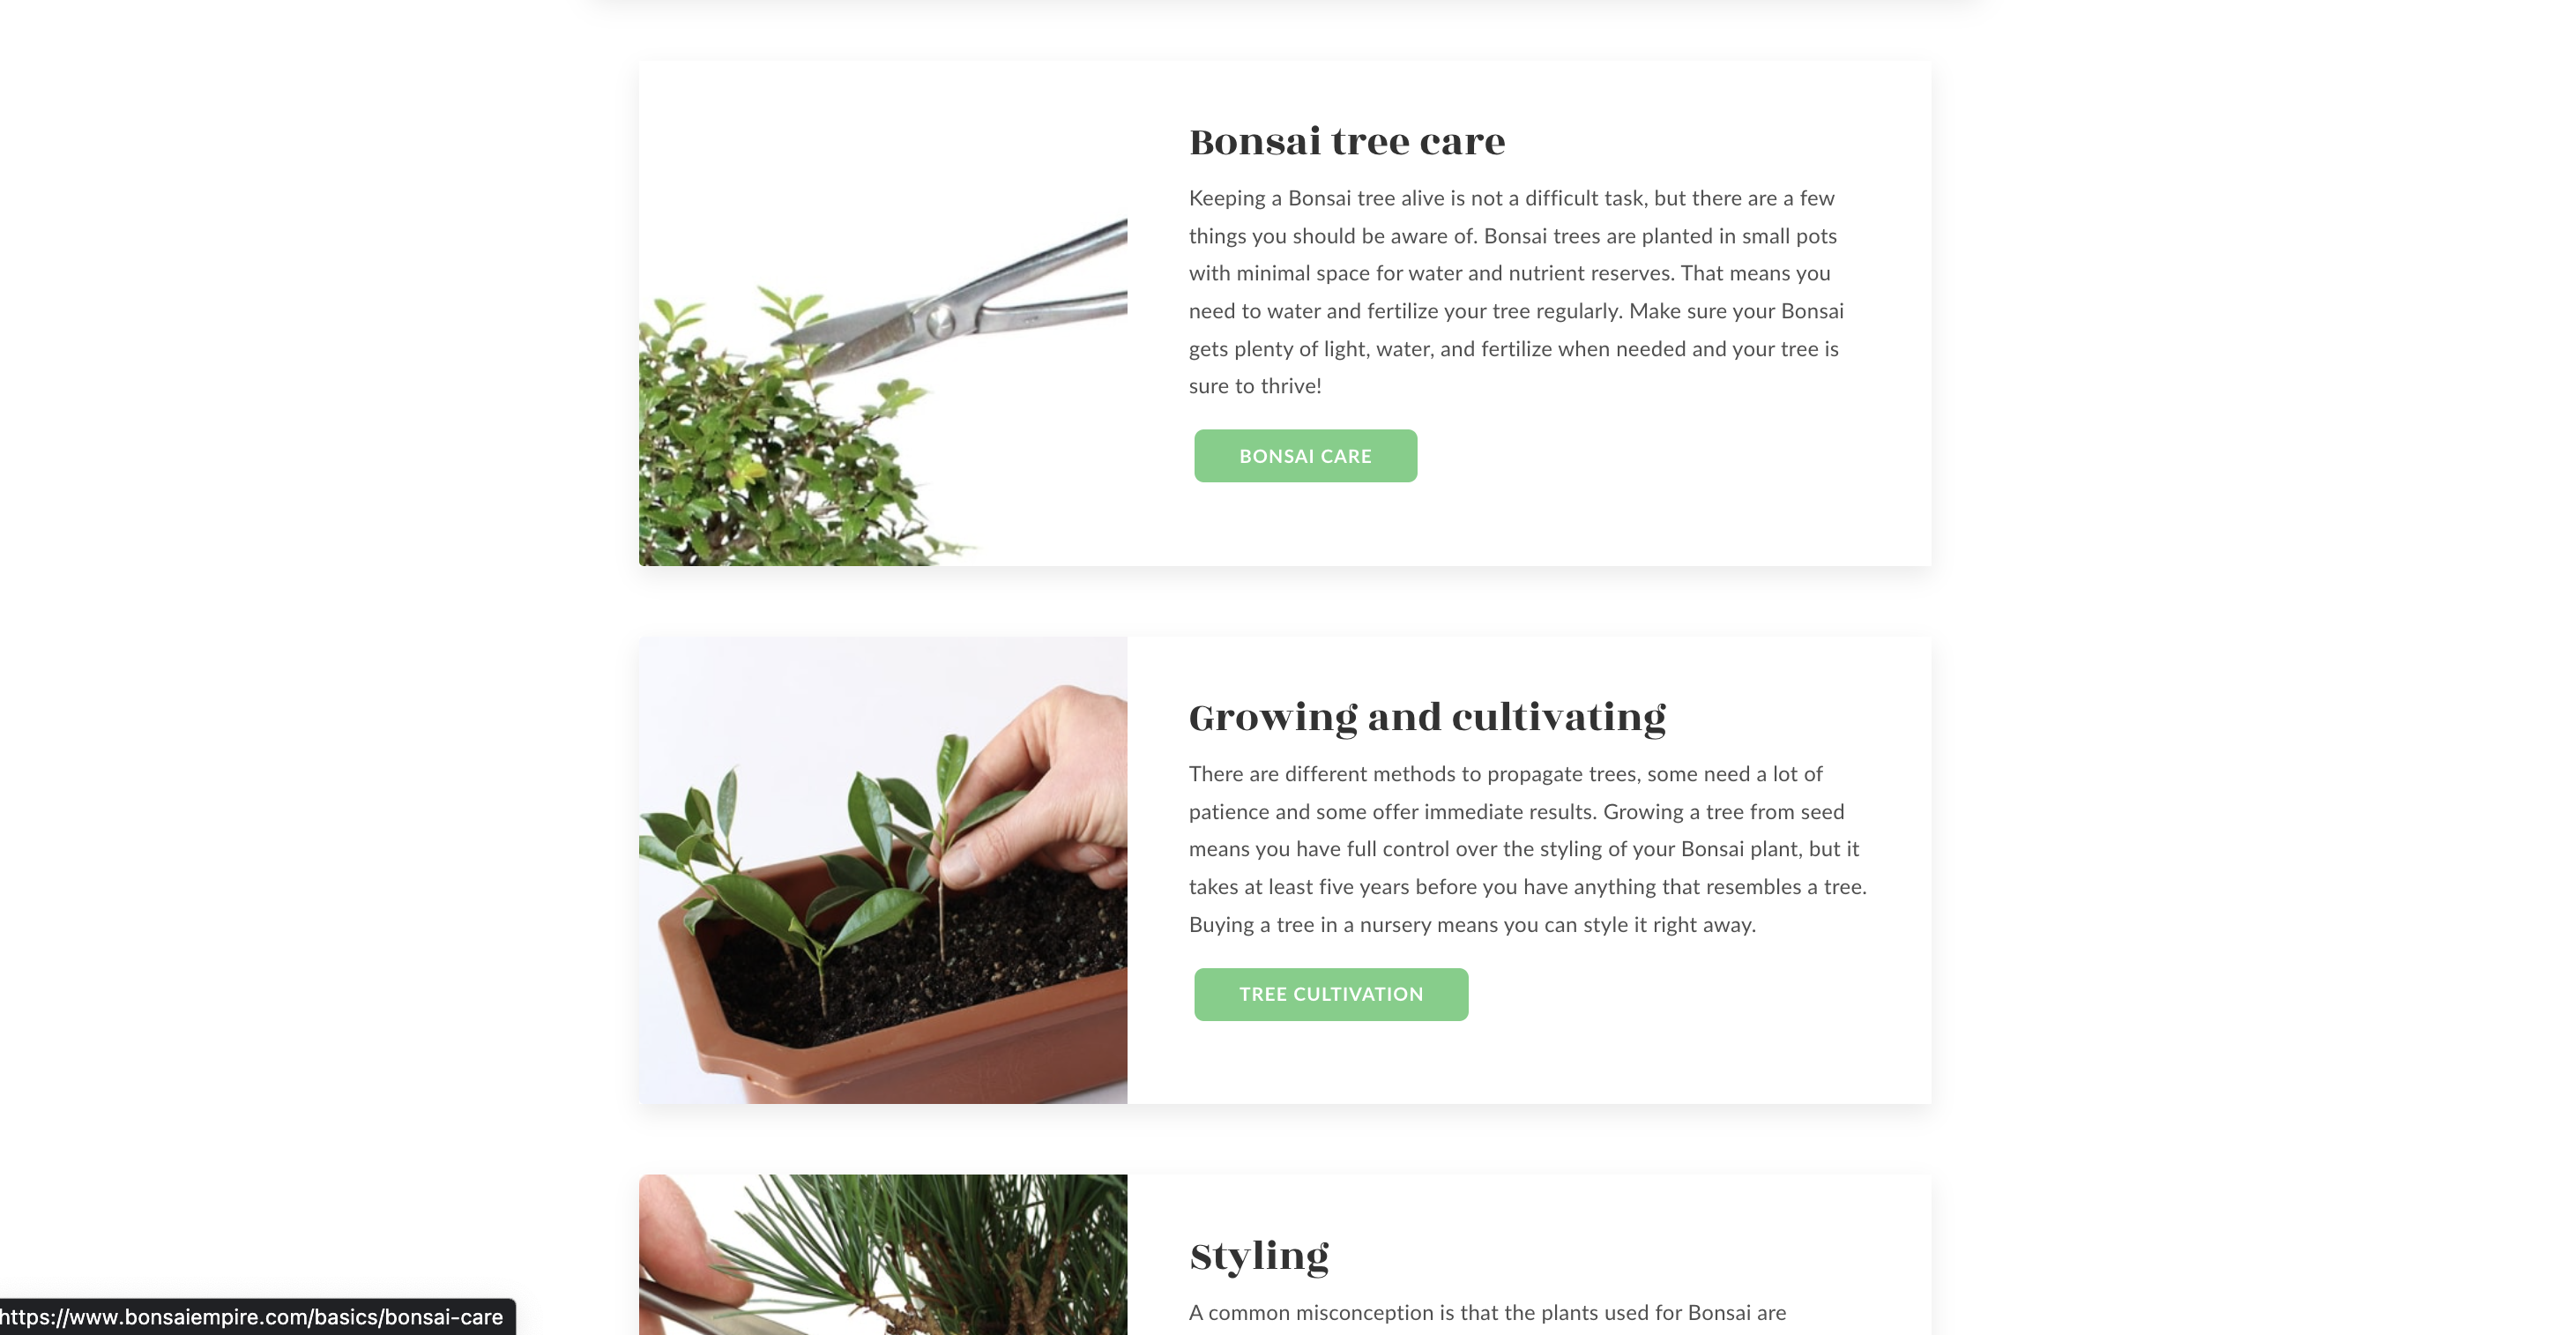 Bonsai tree care
Keeping a Bonsai tree alive is not a difficult task, but there are a few
things you should be aware of. Bonsai trees are planted in small pots
with minimal space for water and nutrient reserves. That means you
need to water and fertilize your tree regularly. Make sure your Bonsai
gets plenty of light, water, and fertilize when needed and your tree is
sure to thrive!
BONSAI CARE
Growing and cultivating
There are different methods to propagate trees, some need a lot of
patience and some offer immediate results. Growing a tree from seed
means you have full control over the styling of your Bonsai plant, but it
takes at least five years before you have anything that resembles a tree.
Buying a tree in a nursery means you can style it right away.
TREE CULTIVATION
Styling
A common misconception is that the plants used for Bonsai are
https://www.bonsaiempire.com/basics/bonsai-care